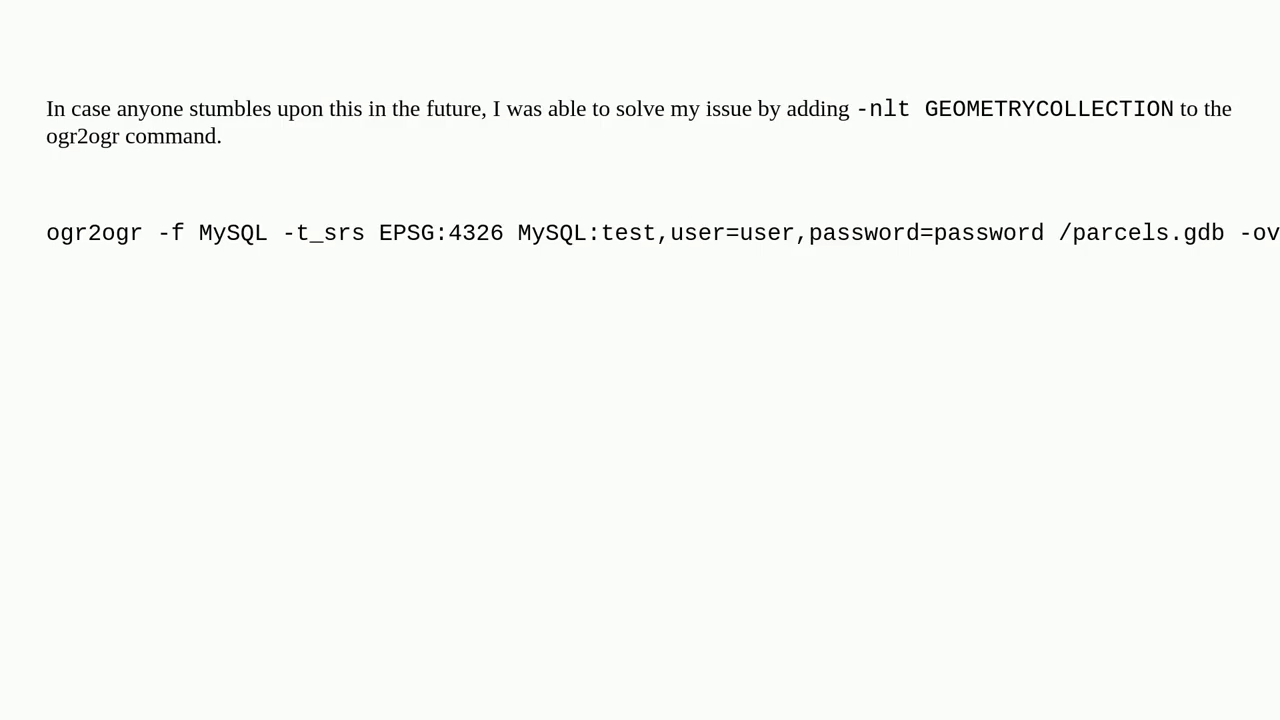 In case anyone stumbles upon this in the future, I was able to solve my issue by adding -nlt GEOMETRYCOLLECTION to the
ogr2ogr command.
ogr2ogr -f MySQL -t_srs EPSG:4326 MySQL:test,user=user,password=password /parcels.gdb -ov